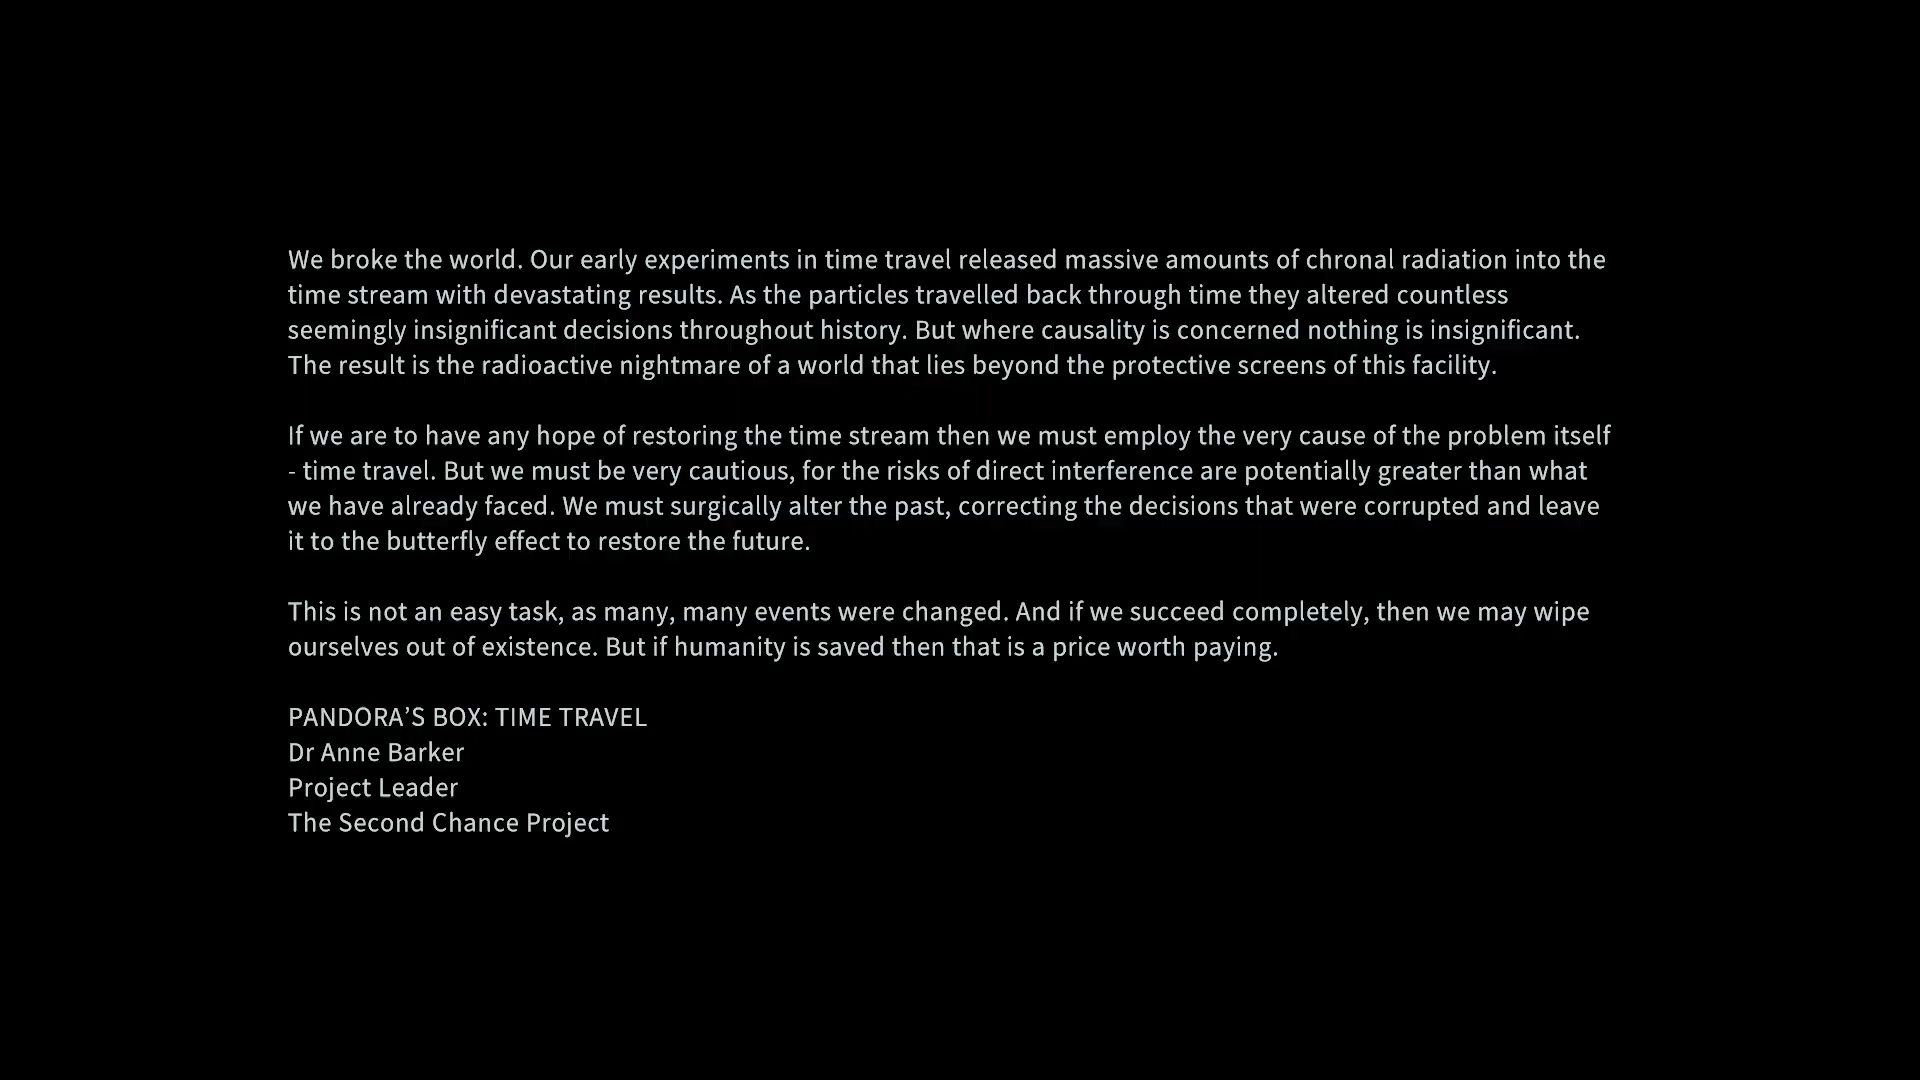 We broke the world. Our early experiments in time travel released massive amounts of chronal radiation into the
time stream with devastating results. As the particles travelled back through time they altered countless
seemingly insignificant decisions throughout history. But where causality is concerned nothing is insignificant.
The result is the radioactive nightmare of a world that lies beyond the protective screens of this facility.
If we are to have any hope of restoring the time stream then we must employ the very cause of the problem itself
- time travel. But we must be very cautious, for the risks of direct interference are potentially greater than what
we have already faced. We must surgically alter the past, correcting the decisions that were corrupted and leave
it to the butterfly effect to restore the future.
This is not an easy task, as many, many events were changed. And if we succeed completely, then we may wipe
ourselves out of existence. But if humanity is saved then that is a price worth paying.
PANDORA’S BOX: TIME TRAVEL
Dr Anne Barker
Project Leader
The Second Chance Project